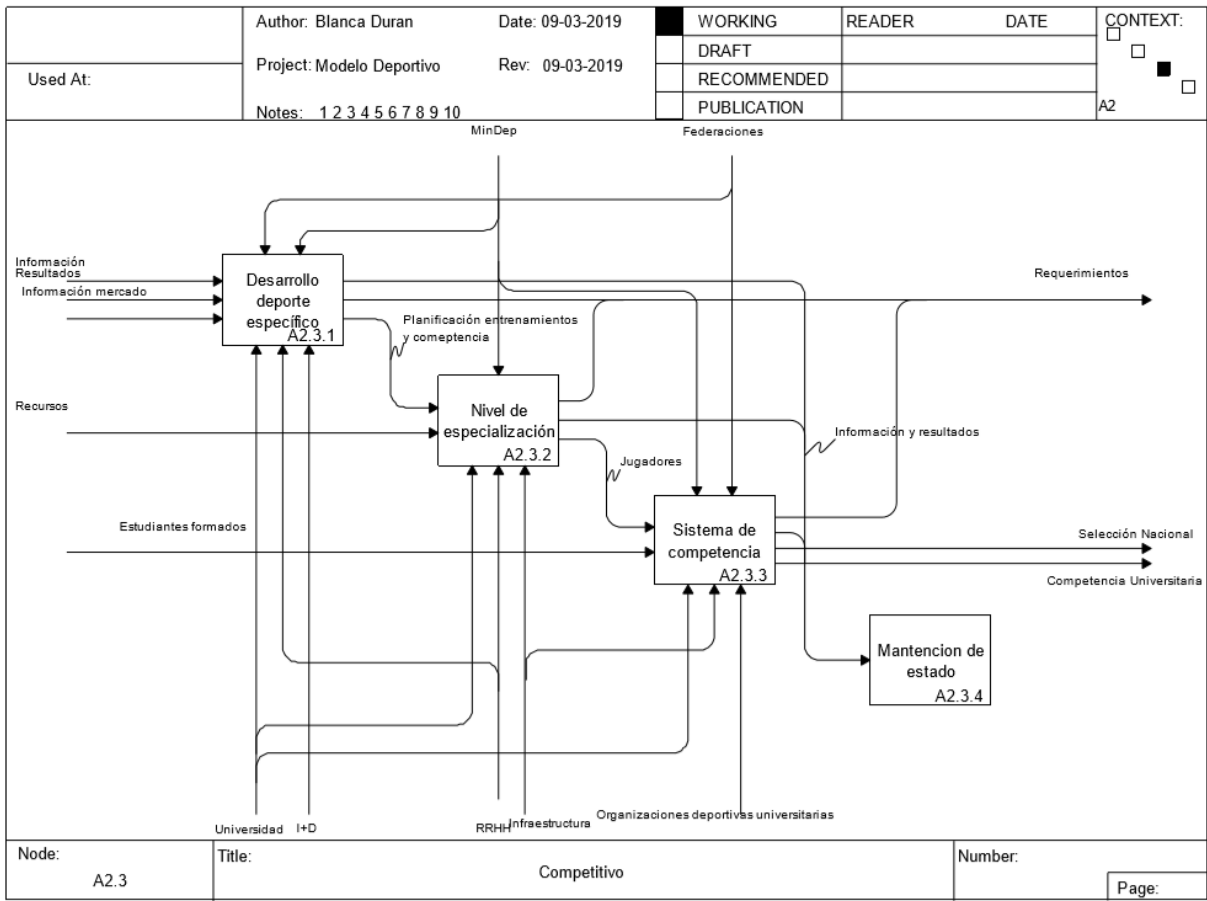 Used At:
Author: Blanca Duran
Date: 09-03-2019
Project: Modelo Deportivo
Rev: 09-03-2019
Notes: 1 2 3 4 5 6 7 8 9 10
WORKING
DRAFT
RECOMMENDED
PUBLICATION
READER
DATE
CONTEXT:
A2
MinDep
Federaciones
Información
Resultados
Información mercado
Desarrollo
deporte
específico
A2.3.1
Requerimientos
Planificación entrenamientos
y comeptencia
Recursos
Nivel de
especialización
A2.3.2
Información y resultados
Jugadores
Estudiantes formados
Sistema de
competencia
A2.3.3
Selección Nacional
Competencia Universitaria
Mantencion de
estado
A2.3.4
Universidad
I+D
RRHH
Infraestructura
Organizaciones deportivas universitarias
Node:
A2.3
Title:
Competitivo
Number:
Page: